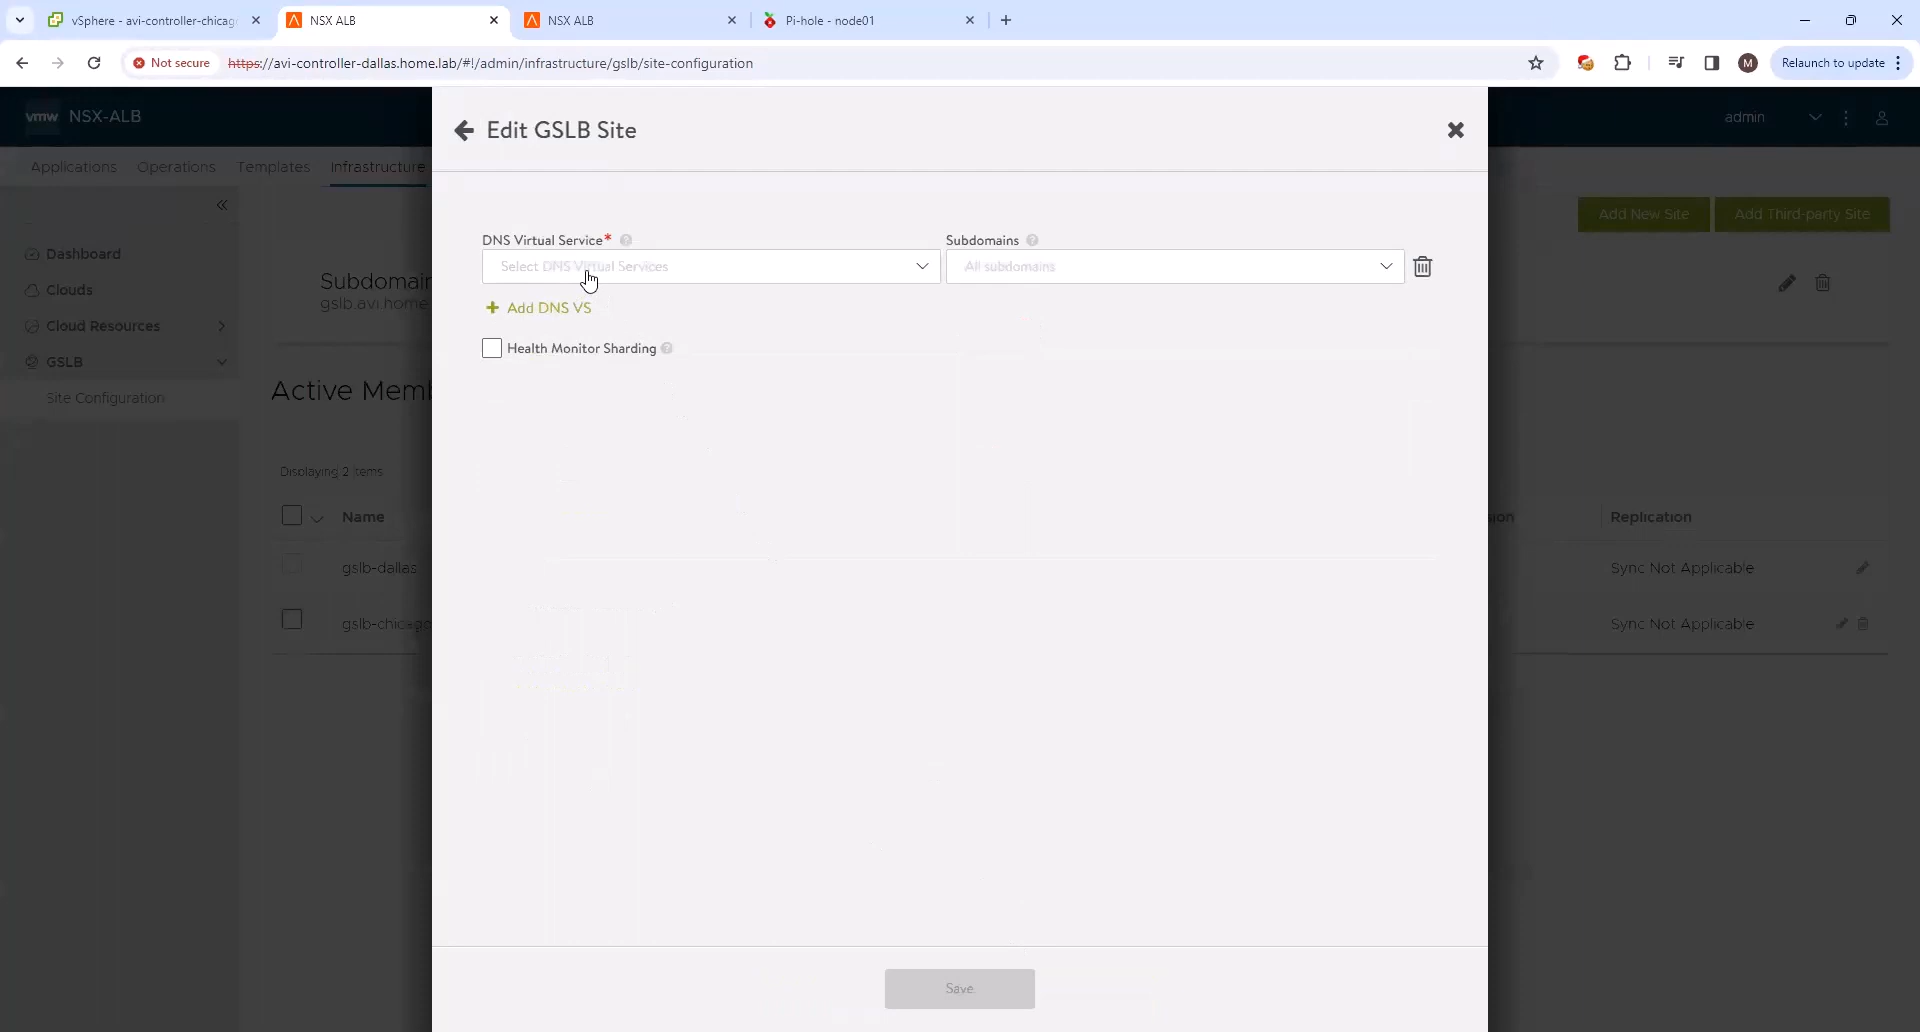 vSphere - avi-controller-chicag
NSX ALB
NSX ALB
Pi-hole - node01
Not secure
https://avi-controller-dallas.home.lab/#!/admin/infrastructure/gslb/site-configuration
M
Relaunch to update
vmw NSX-ALB
admin
Edit GSLB Site
Applications
Operations
Templates
Infrastructure
Add New Site
Add Third-party Site
Dashboard
Clouds
Cloud Resources
GSLB
Site Configuration
Subdomain
gslb.avi.home
Active Memb
Displaying 2 items
Name
Replication
gslb-dallas
Sync Not Applicable
gslb-chicago
Sync Not Applicable
DNS Virtual Service*
Subdomains
Select DNS Virtual Services
All subdomains
+ Add DNS VS
Health Monitor Sharding
Save